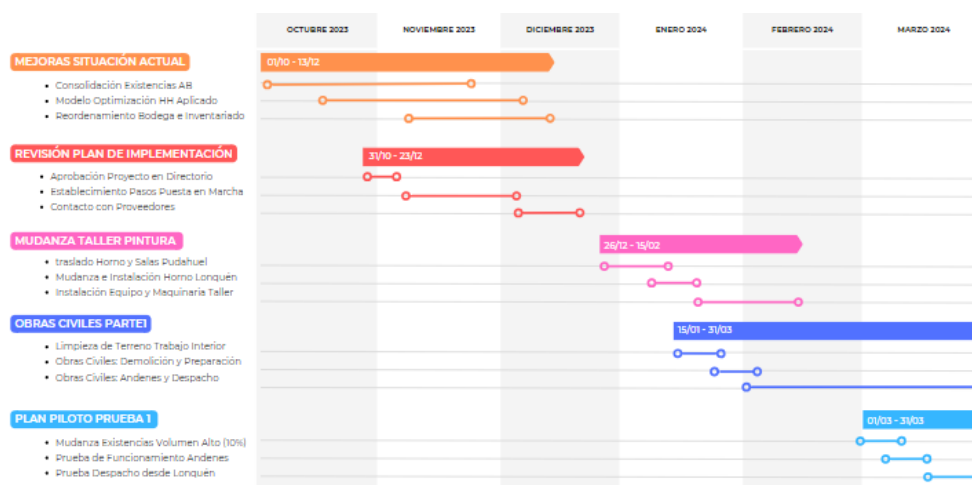 OCTUBRE 2023 NOVIEMBRE 2023 DICIEMBRE 2023 ENERO 2024 FEBRERO 2024 MARZO 2024
MEJORAS SITUACIÓN ACTUAL 01/10 - 13/12
• Consolidación Existencias AB
• Modelo Optimización HH Aplicado
• Reordenamiento Bodega e Inventariado
REVISIÓN PLAN DE IMPLEMENTACIÓN 31/10 - 23/12
• Aprobación Proyecto en Directorio
• Establecimiento Pasos Puesta en Marcha
• Contacto con Proveedores
MUDANZA TALLER PINTURA 26/12 - 15/02
• traslado Horno y Salas Pudahuel
• Mudanza e Instalación Horno Lonquén
• Instalación Equipo y Maquinaria Taller
OBRAS CIVILES PARTE1 15/01 - 31/03
• Limpieza de Terreno Trabajo Interior
• Obras Civiles: Demolición y Preparación
• Obras Civiles: Andenes y Despacho
PLAN PILOTO PRUEBA 1 01/03 - 31/03
• Mudanza Existencias Volumen Alto (10%)
• Prueba de Funcionamiento Andenes
• Prueba Despacho desde Lonquén